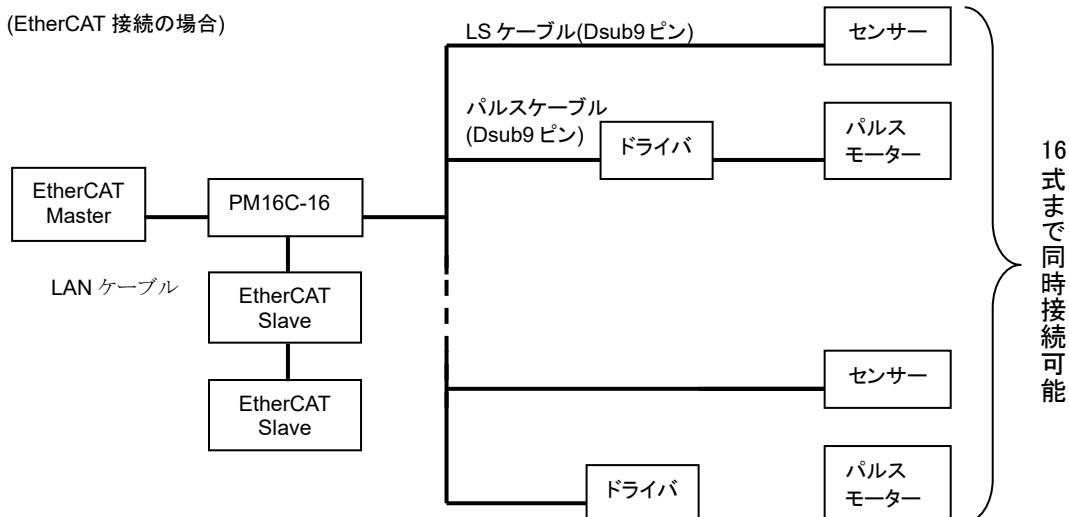 (EtherCAT 接続の場合)
LS ケーブル(Dsub9 ピン)
センサー
パルスケーブル
(Dsub9 ピン)
ドライバ
パルス
モーター
EtherCAT
Master
PM16C-16
LAN ケーブル
EtherCAT
Slave
EtherCAT
Slave
センサー
ドライバ
パルス
モーター
16式まで同時接続可能